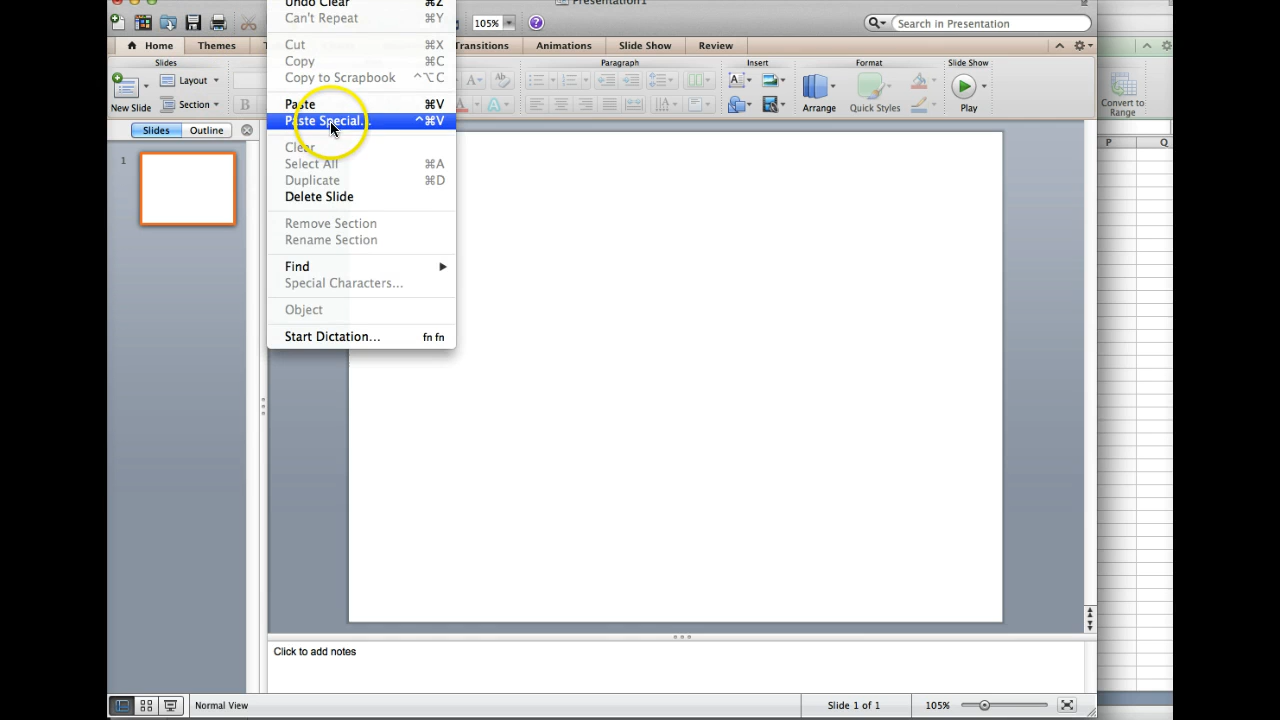 Presentation1
Undo Clear ⌘Z
Can't Repeat ⌘Y
105%
Search in Presentation
Cut ⌘X
Copy ⌘C
Copy to Scrapbook ^⌥C
Paste ⌘V
Paste Special... ^⌘V
Clear
Select All ⌘A
Duplicate ⌘D
Delete Slide
Remove Section
Rename Section
Find
Special Characters...
Object
Start Dictation... fn fn
Home Themes T Transitions Animations Slide Show Review
Slides Paragraph Insert Format Slide Show
New Slide Layout Section B
Arrange Quick Styles Play
Convert to
Range
Slides Outline
P Q
1
Click to add notes
Normal View Slide 1 of 1 105%